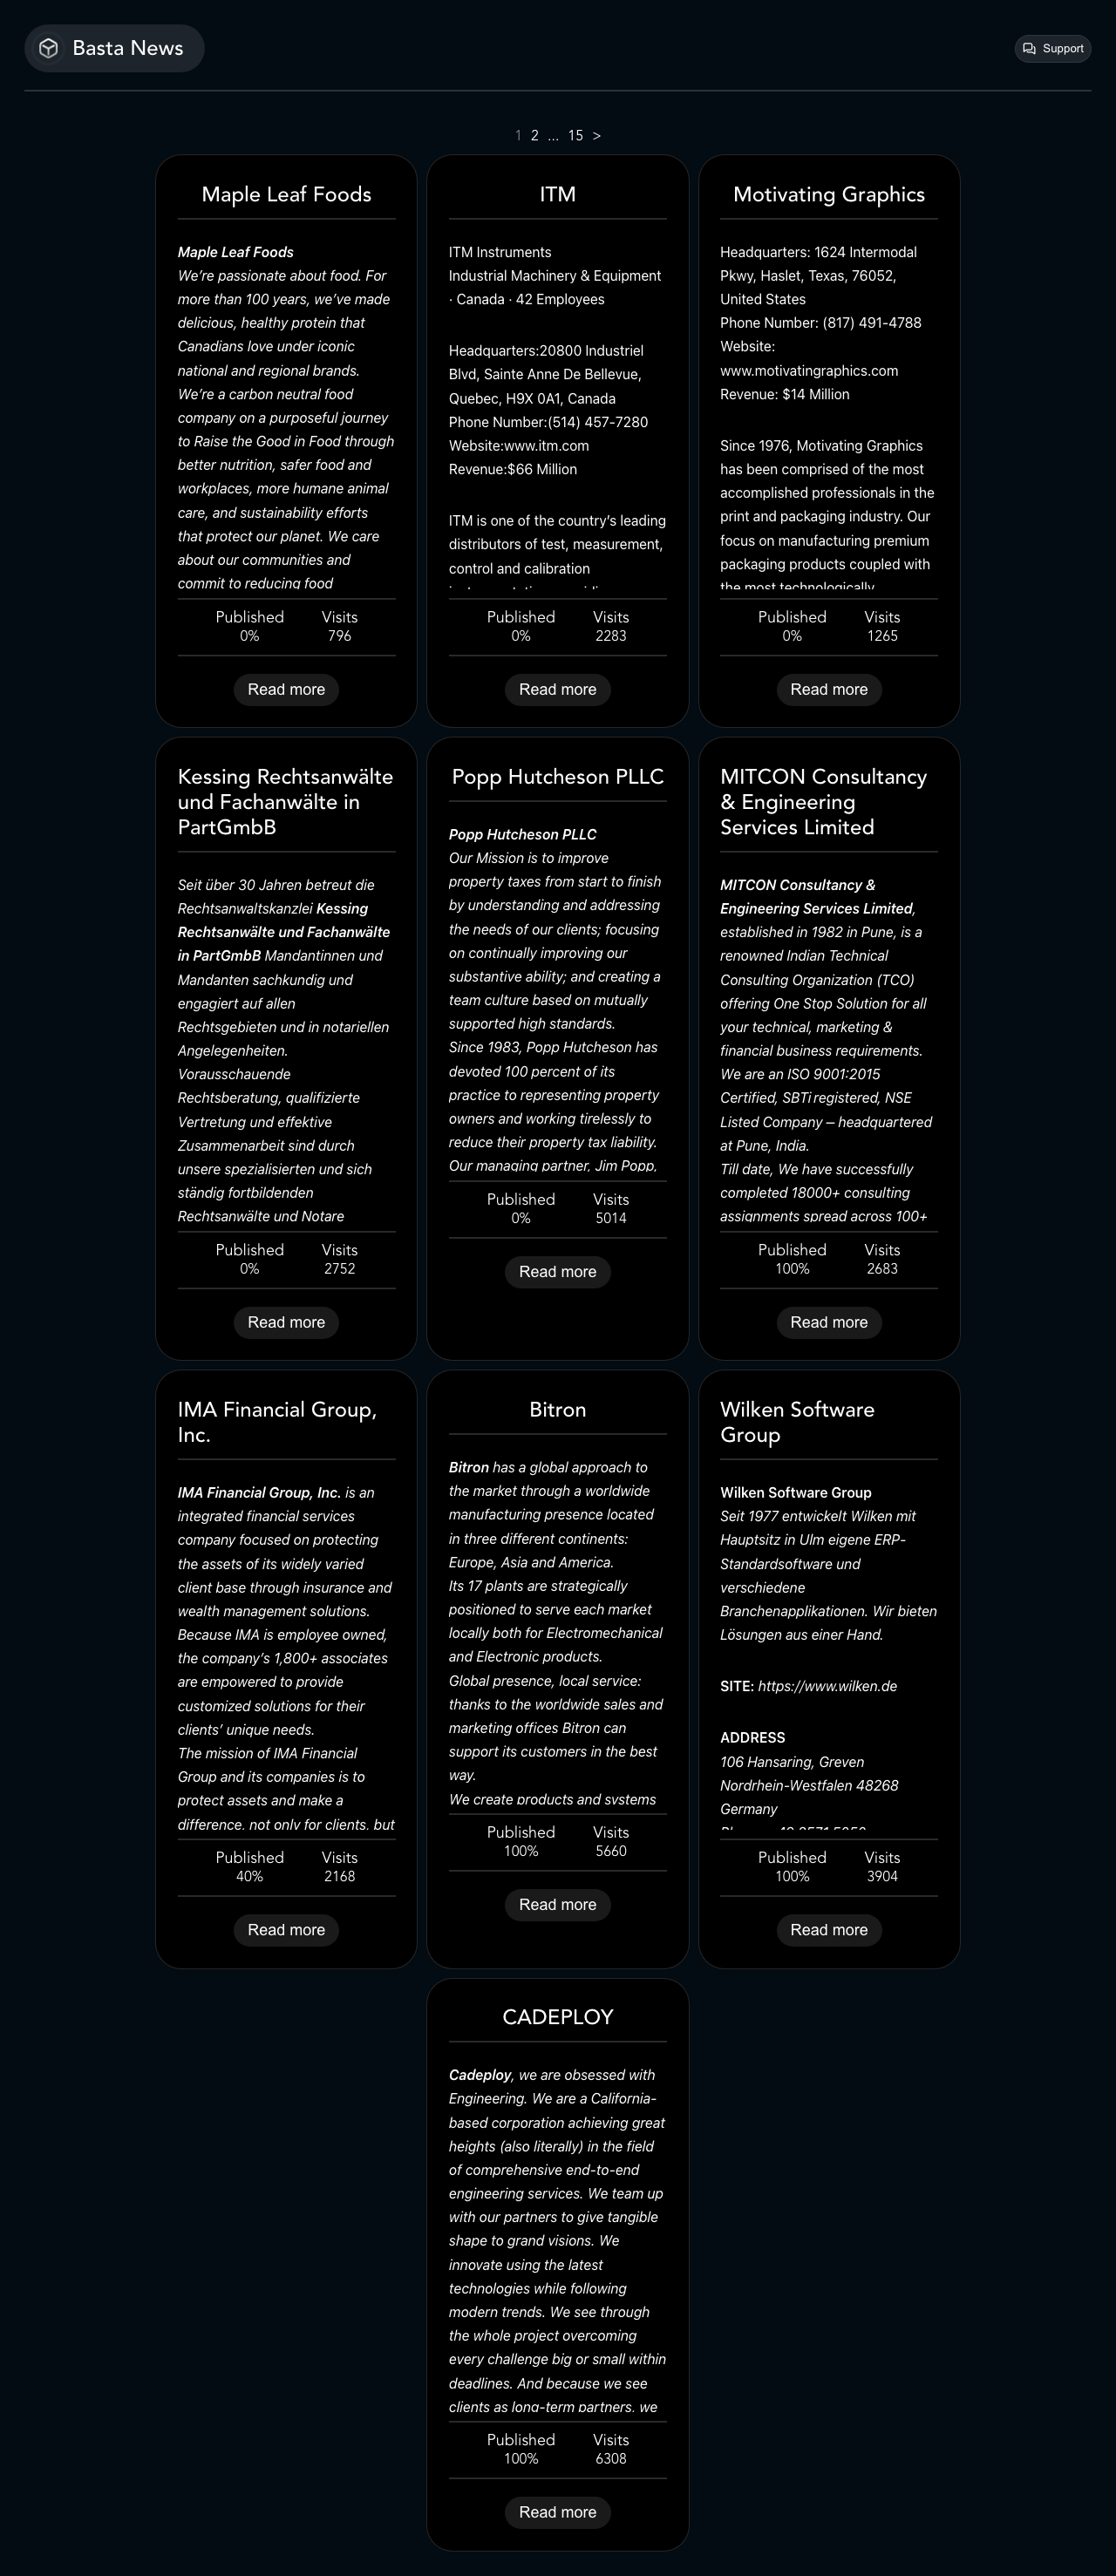 Basta News
Support
1 2 ... 15 >
Maple Leaf Foods
Maple Leaf Foods
We’re passionate about food. For
more than 100 years, we’ve made
delicious, healthy protein that
Canadians love under iconic
national and regional brands.
We’re a carbon neutral food
company on a purposeful journey
to Raise the Good in Food through
better nutrition, safer food and
workplaces, more humane animal
care, and sustainability efforts
that protect our planet. We care
about our communities and
commit to reducing food
Published Visits
0% 796
Read more
ITM
ITM Instruments
Industrial Machinery & Equipment
· Canada · 42 Employees
Headquarters:20800 Industriel
Blvd, Sainte Anne De Bellevue,
Quebec, H9X 0A1, Canada
Phone Number:(514) 457-7280
Website:www.itm.com
Revenue:$66 Million
ITM is one of the country’s leading
distributors of test, measurement,
control and calibration
Published Visits
0% 2283
Read more
Motivating Graphics
Headquarters: 1624 Intermodal
Pkwy, Haslet, Texas, 76052,
United States
Phone Number: (817) 491-4788
Website:
www.motivatingraphics.com
Revenue: $14 Million
Since 1976, Motivating Graphics
has been comprised of the most
accomplished professionals in the
print and packaging industry. Our
focus on manufacturing premium
packaging products coupled with
the most technologically
Published Visits
0% 1265
Read more
Kessing Rechtsanwälte
und Fachanwälte in
PartGmbB
Seit über 30 Jahren betreut die
Rechtsanwaltskanzlei Kessing
Rechtsanwälte und Fachanwälte
in PartGmbB Mandantinnen und
Mandanten sachkundig und
engagiert auf allen
Rechtsgebieten und in notariellen
Angelegenheiten.
Vorausschauende
Rechtsberatung, qualifizierte
Vertretung und effektive
Zusammenarbeit sind durch
unsere spezialisierten und sich
ständig fortbildenden
Rechtsanwälte und Notare
Published Visits
0% 2752
Read more
Popp Hutcheson PLLC
Popp Hutcheson PLLC
Our Mission is to improve
property taxes from start to finish
by understanding and addressing
the needs of our clients; focusing
on continually improving our
substantive ability; and creating a
team culture based on mutually
supported high standards.
Since 1983, Popp Hutcheson has
devoted 100 percent of its
practice to representing property
owners and working tirelessly to
reduce their property tax liability.
Our managing partner, Jim Popp,
Published Visits
0% 5014
Read more
MITCON Consultancy
& Engineering
Services Limited
MITCON Consultancy &
Engineering Services Limited,
established in 1982 in Pune, is a
renowned Indian Technical
Consulting Organization (TCO)
offering One Stop Solution for all
your technical, marketing &
financial business requirements.
We are an ISO 9001:2015
Certified, SBTi registered, NSE
Listed Company – headquartered
at Pune, India.
Till date, We have successfully
completed 18000+ consulting
assignments spread across 100+
Published Visits
100% 2683
Read more
IMA Financial Group,
Inc.
IMA Financial Group, Inc. is an
integrated financial services
company focused on protecting
the assets of its widely varied
client base through insurance and
wealth management solutions.
Because IMA is employee owned,
the company’s 1,800+ associates
are empowered to provide
customized solutions for their
clients’ unique needs.
The mission of IMA Financial
Group and its companies is to
protect assets and make a
difference, not only for clients, but
Published Visits
40% 2168
Read more
Bitron
Bitron has a global approach to
the market through a worldwide
manufacturing presence located
in three different continents:
Europe, Asia and America.
Its 17 plants are strategically
positioned to serve each market
locally both for Electromechanical
and Electronic products.
Global presence, local service:
thanks to the worldwide sales and
marketing offices Bitron can
support its customers in the best
way.
We create products and systems
Published Visits
100% 5660
Read more
Wilken Software
Group
Wilken Software Group
Seit 1977 entwickelt Wilken mit
Hauptsitz in Ulm eigene ERP-
Standardsoftware und
verschiedene
Branchenapplikationen. Wir bieten
Lösungen aus einer Hand.
SITE: https://www.wilken.de
ADDRESS
106 Hansaring, Greven
Nordrhein-Westfalen 48268
Germany
Published Visits
100% 3904
Read more
CADEPLOY
Cadeploy, we are obsessed with
Engineering. We are a California-
based corporation achieving great
heights (also literally) in the field
of comprehensive end-to-end
engineering services. We team up
with our partners to give tangible
shape to grand visions. We
innovate using the latest
technologies while following
modern trends. We see through
the whole project overcoming
every challenge big or small within
deadlines. And because we see
clients as long-term partners, we
Published Visits
100% 6308
Read more